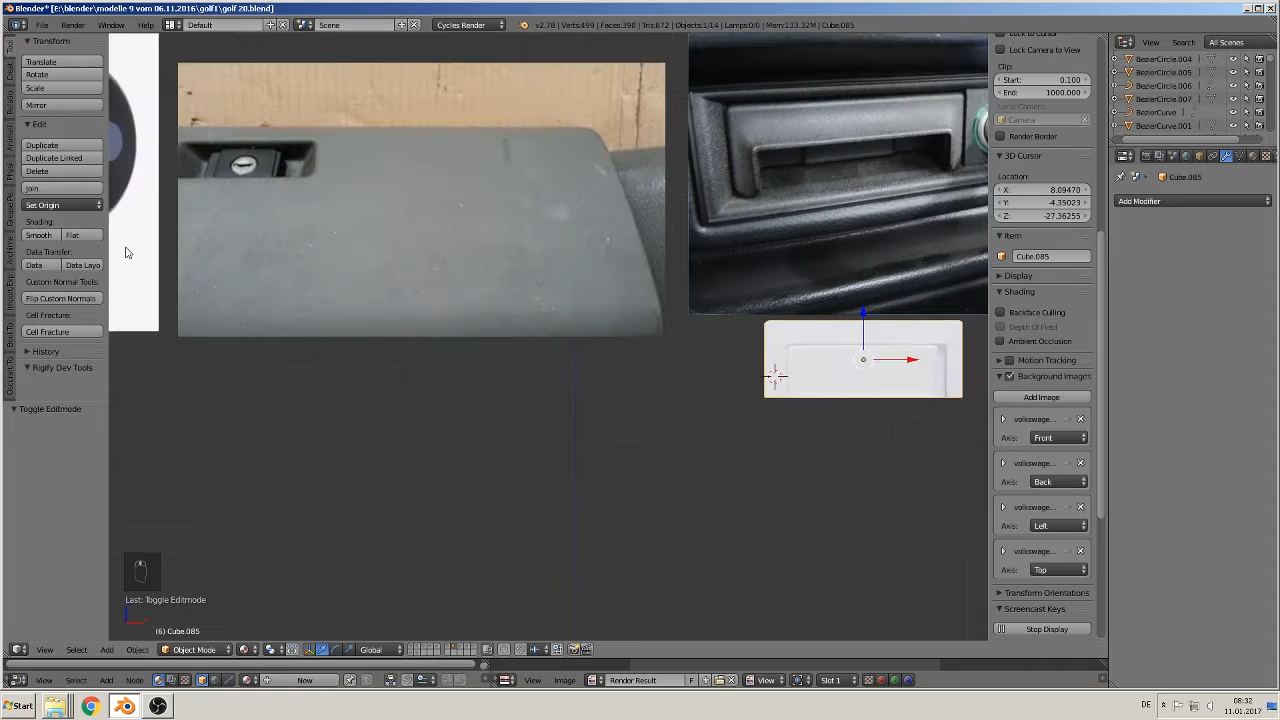 Blender* [E:\blender\modelle 9 vom 06.11.2016\golf1\golf 20.blend]
File Render Window Help Default Scene Cycles Render v2.78 | Verts:499 | Faces:398 | Tris:872 | Objects:1/14 | Lamps:0/0 | Mem:133.32M | Cube.085
View Search All Scenes
Transform
Translate
Rotate
Scale
Mirror
Edit
Duplicate
Duplicate Linked
Delete
Join
Set Origin
Shading:
Smooth Flat
Data Transfer:
Data Data Layo
Custom Normal Tools:
Flip Custom Normals
Cell Fracture:
Cell Fracture
History
Rigify Dev Tools
Toggle Editmode
Last: Toggle Editmode
(6) Cube.085
Lock to Cursor
Lock Camera to View
Clip:
Start: 0.100
End: 1000.000
Local Camera:
Camera
Render Border
3D Cursor
Location:
X: 8.09470
Y: -4.35023
Z: -27.36255
Item
Cube.085
Display
Shading
Backface Culling
Depth Of Field
Ambient Occlusion
Motion Tracking
Background Images
Add Image
volkswage...
Axis: Front
volkswage...
Axis: Back
volkswage...
Axis: Left
volkswage...
Axis: Top
Transform Orientations
Screencast Keys
Stop Display
BezierCircle.004
BezierCircle.005
BezierCircle.006
BezierCircle.007
BezierCurve
BezierCurve.001
Cube.085
Add Modifier
View Select Add Object Object Mode Global
View Select Add Node New View Image Render Result F View Slot 1
Start DE 08:32
11.01.2017